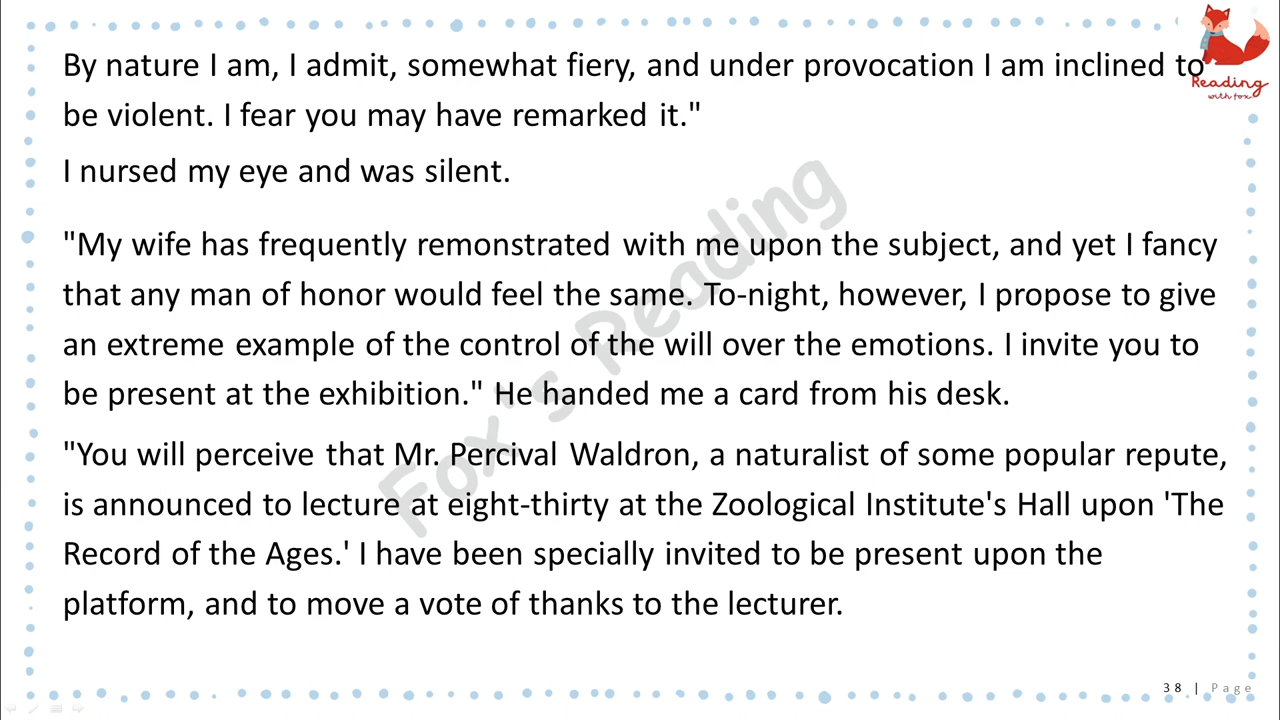 By nature I am, I admit, somewhat fiery, and under provocation I am inclined to
Reading
with fox
be violent. I fear you may have remarked it."
I nursed my eye and was silent.
"My wife has frequently remonstrated with me upon the subject, and yet I fancy
that any man of honor would feel the same. To-night, however, I propose to give
an extreme example of the control of the will over the emotions. I invite you to
be present at the exhibition." He handed me a card from his desk.
"You will perceive that Mr. Percival Waldron, a naturalist of some popular repute,
is announced to lecture at eight-thirty at the Zoological Institute's Hall upon 'The
Record of the Ages.' I have been specially invited to be present upon the
platform, and to move a vote of thanks to the lecturer.
Fox's Reading
38 | Page